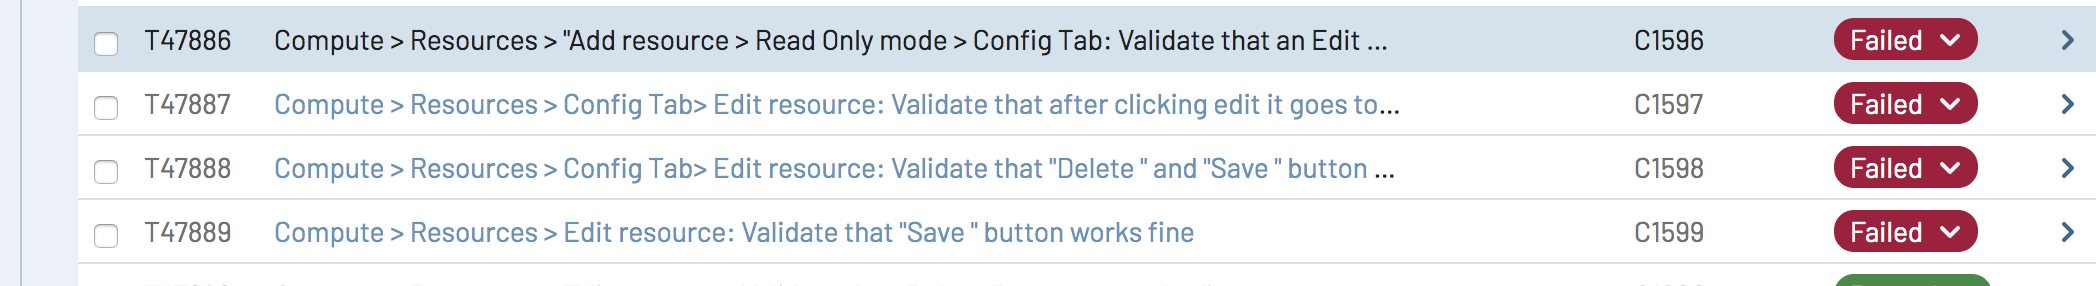 T47886 Compute > Resources > "Add resource > Read Only mode > Config Tab: Validate that an Edit ... C1596 Failed
T47887 Compute > Resources > Config Tab> Edit resource: Validate that after clicking edit it goes to... C1597 Failed
T47888 Compute > Resources > Config Tab> Edit resource: Validate that "Delete " and "Save " button ... C1598 Failed
T47889 Compute > Resources > Edit resource: Validate that "Save " button works fine C1599 Failed